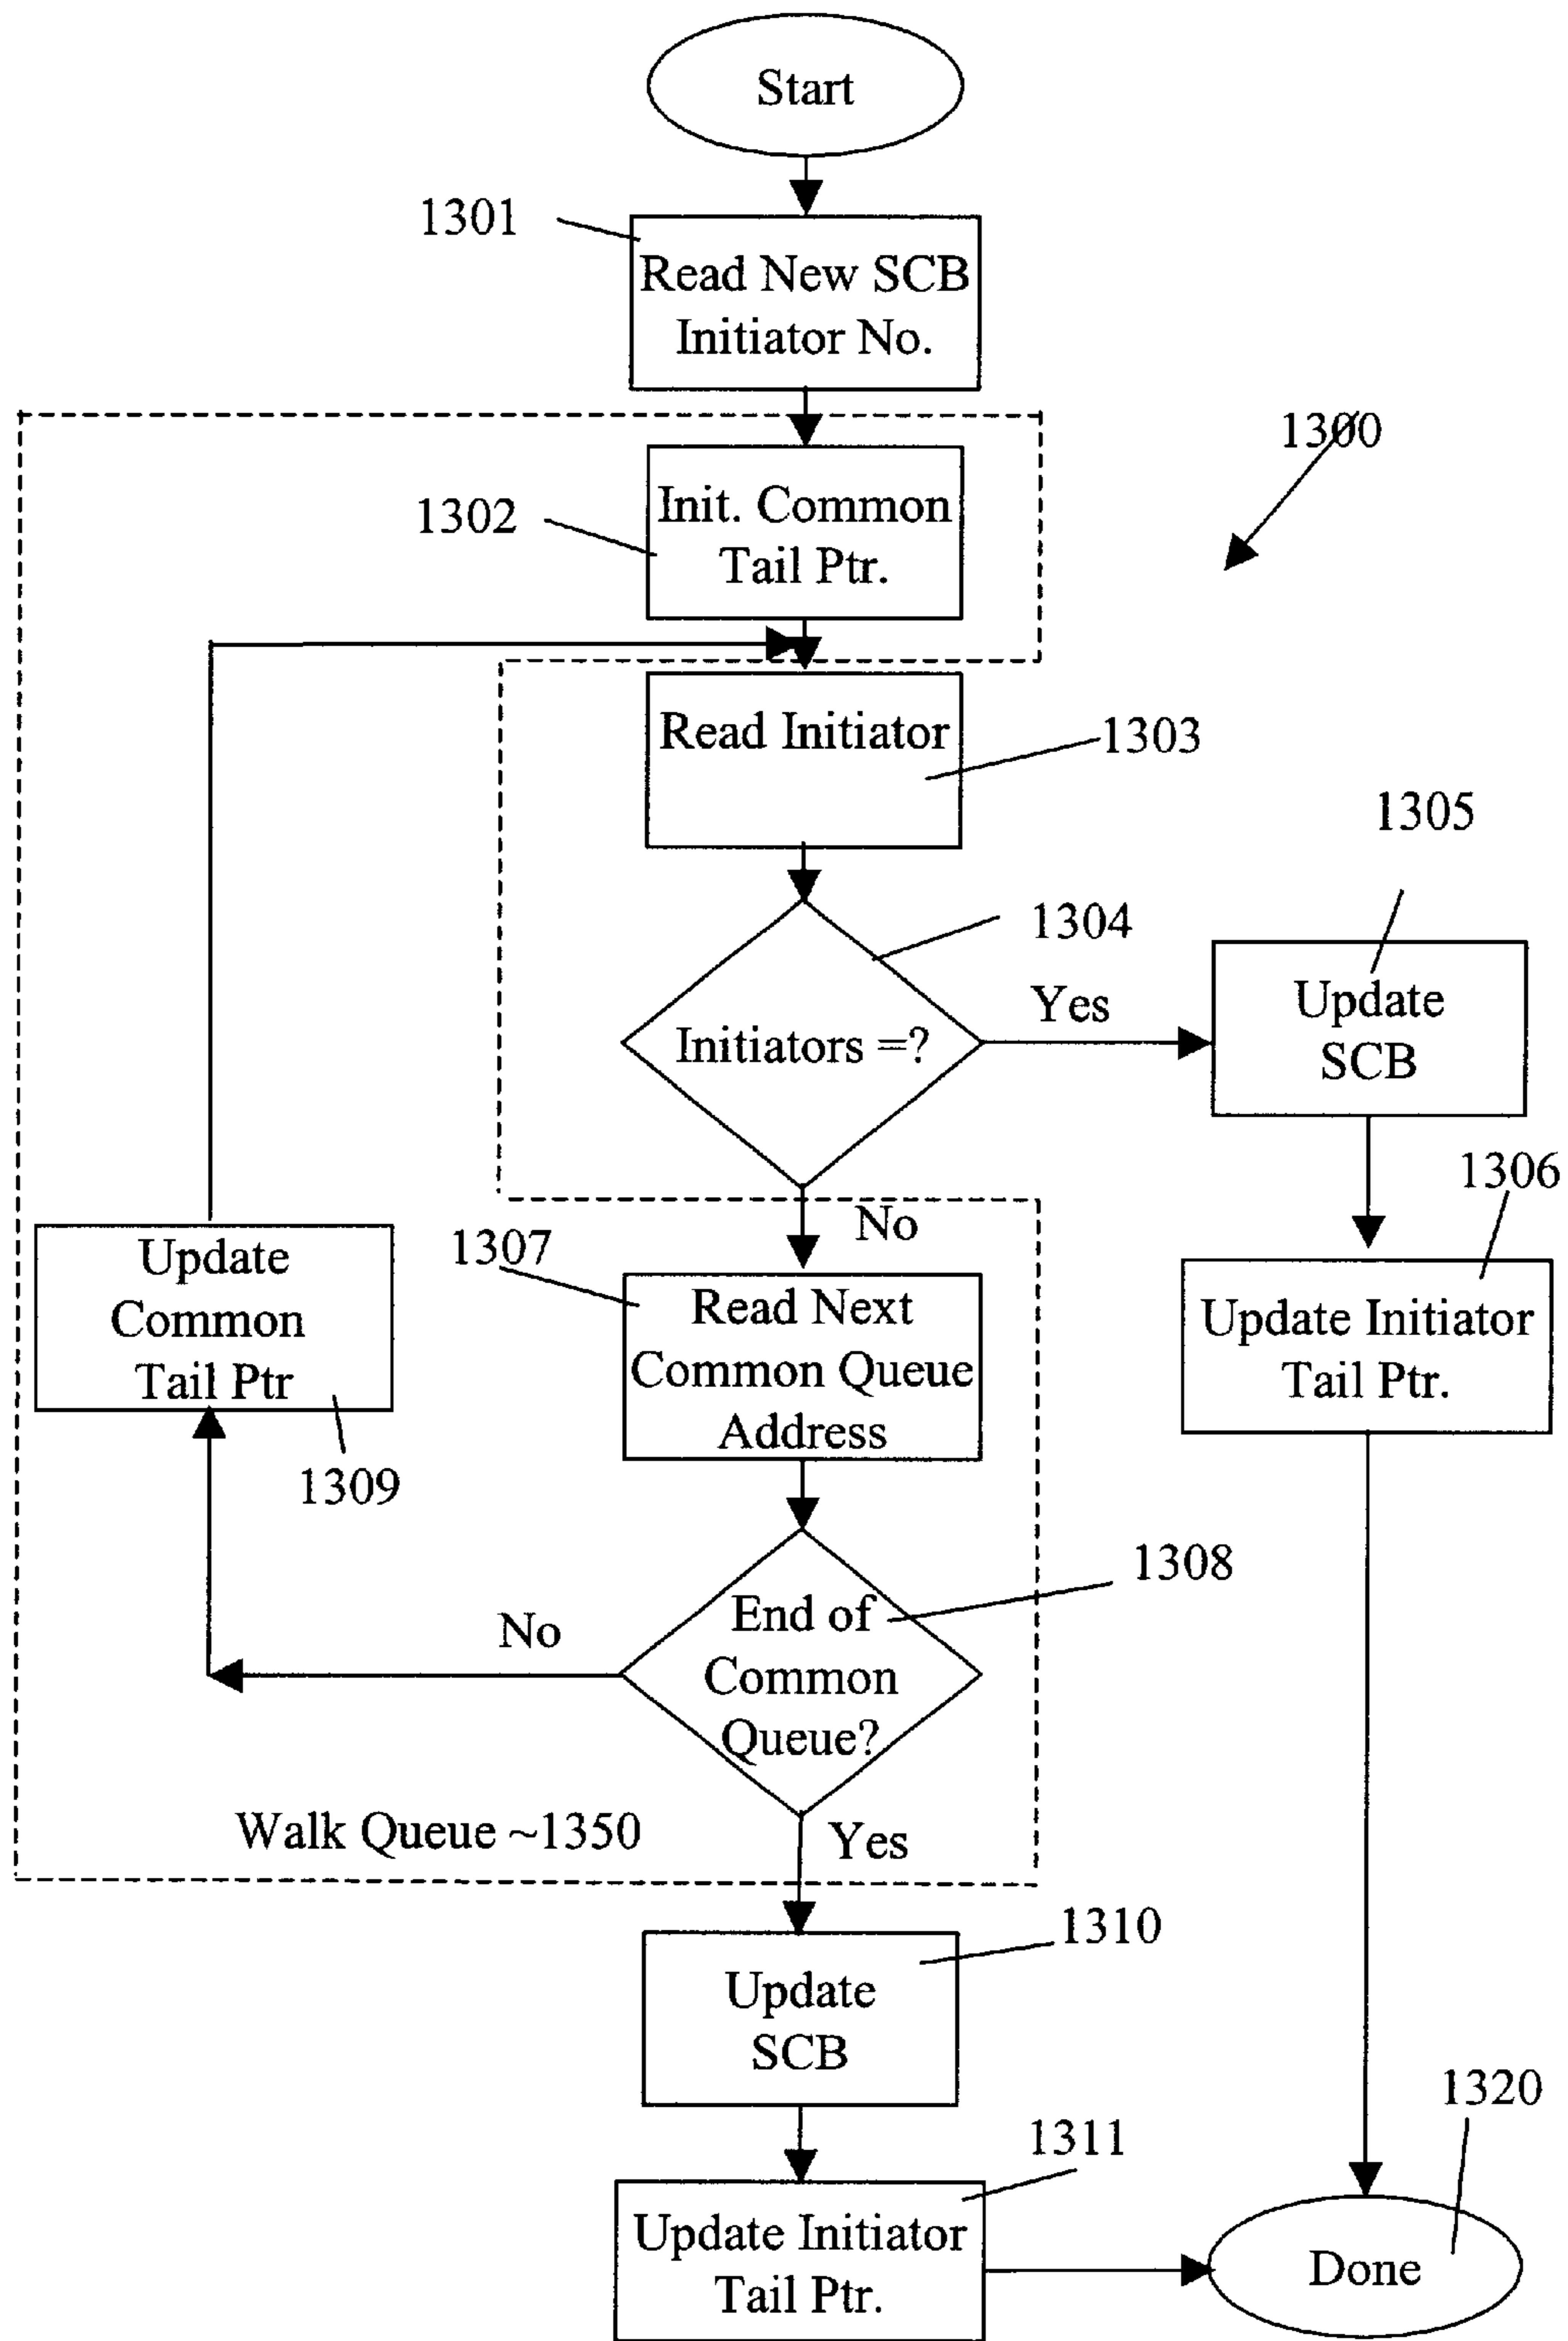 Start
1301
Read New SCB
Initiator No.
1300
1302
Init. Common
Tail Ptr.
Read Initiator
1303
1305
1304
Yes
Initiators =?
Update
SCB
1306
No
1307
Update
Common
Tail Ptr
Read Next
Common Queue
Address
Update Initiator
Tail Ptr.
1309
1308
No
End of
Common
Queue?
Walk Queue ~1350
Yes
1310
Update
SCB
1320
1311
Update Initiator
Tail Ptr.
Done